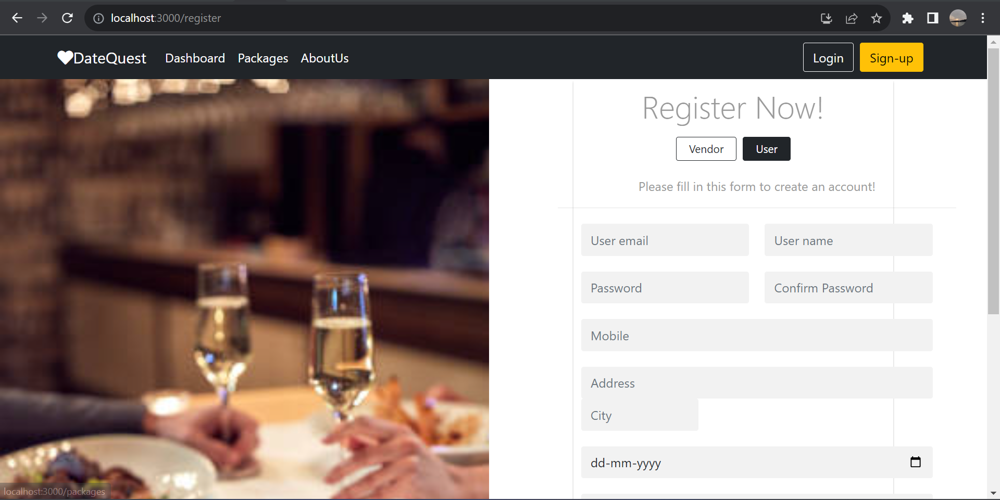 localhost:3000/register
DateQuest Dashboard Packages AboutUs Login Sign-up
Register Now!
Vendor User
Please fill in this form to create an account!
User email User name
Password Confirm Password
Mobile
Address
City
dd-mm-yyyy
localhost:3000/packages